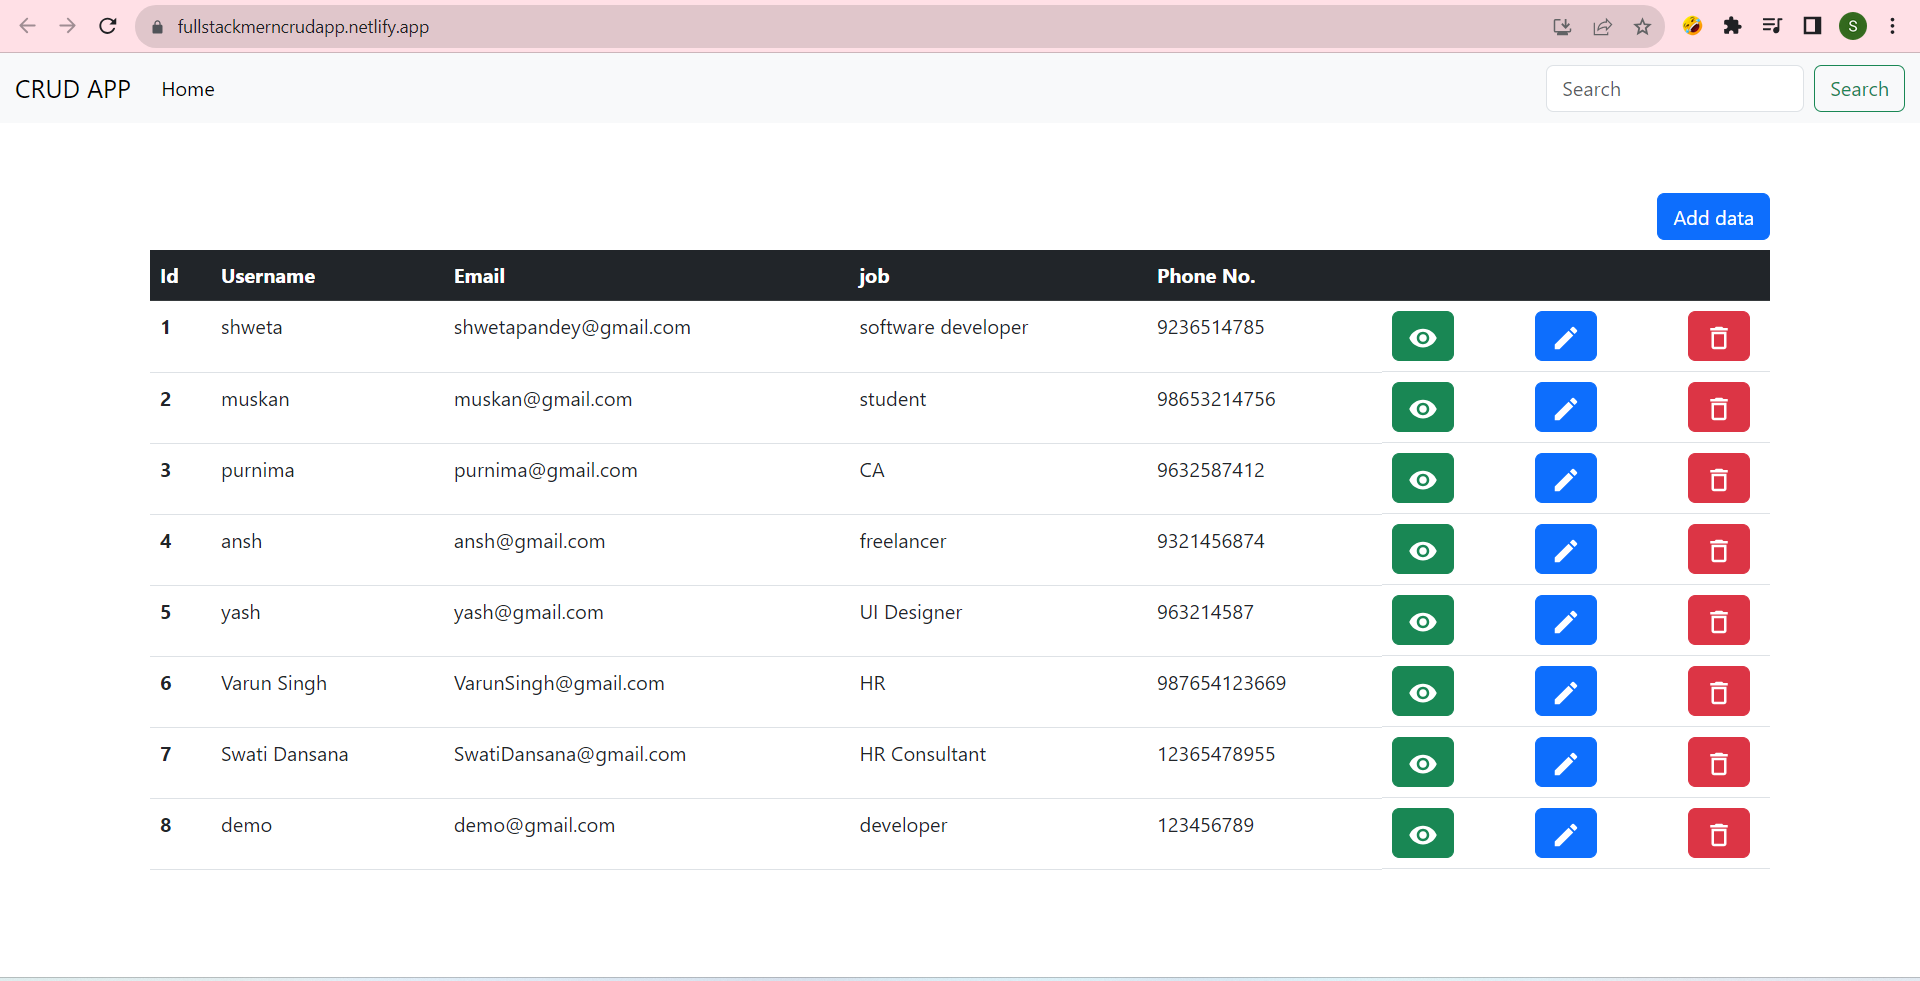 fullstackmerncrudapp.netlify.app
S
CRUD APP Home Search Search
Add data
Id Username Email job Phone No.
1 shweta shwetapandey@gmail.com software developer 9236514785
2 muskan muskan@gmail.com student 98653214756
3 purnima purnima@gmail.com CA 9632587412
4 ansh ansh@gmail.com freelancer 9321456874
5 yash yash@gmail.com UI Designer 963214587
6 Varun Singh VarunSingh@gmail.com HR 987654123669
7 Swati Dansana SwatiDansana@gmail.com HR Consultant 12365478955
8 demo demo@gmail.com developer 123456789